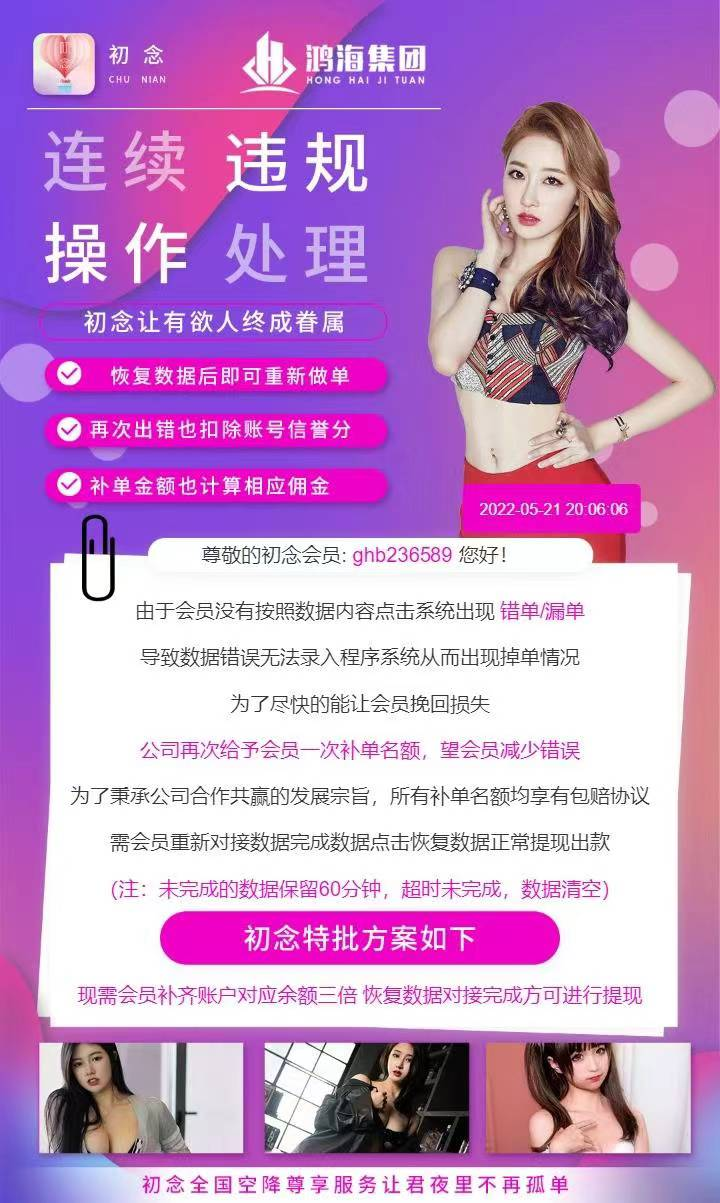 初念
CHU NIAN
鸿海集团
HONG HAI JI TUAN
连续 违规
操作 处理
初念让有欲人终成眷属
恢复数据后即可重新做单
再次出错也扣除账号信誉分
补单金额也计算相应佣金
2022-05-21 20:06:06
尊敬的初念会员: ghb236589 您好!
由于会员没有按照数据内容点击系统出现 错单/漏单
导致数据错误无法录入程序系统从而出现掉单情况
为了尽快的能让会员挽回损失
公司再次给予会员一次补单名额，望会员减少错误
为了秉承公司合作共赢的发展宗旨，所有补单名额均享有包赔协议
需会员重新对接数据完成数据点击恢复数据正常提现出款
（注：未完成的数据保留60分钟，超时未完成，数据清空）
初念特批方案如下
现需会员补齐账户对应余额三倍 恢复数据对接完成方可进行提现
初念全国空降尊享服务让君夜里不再孤单